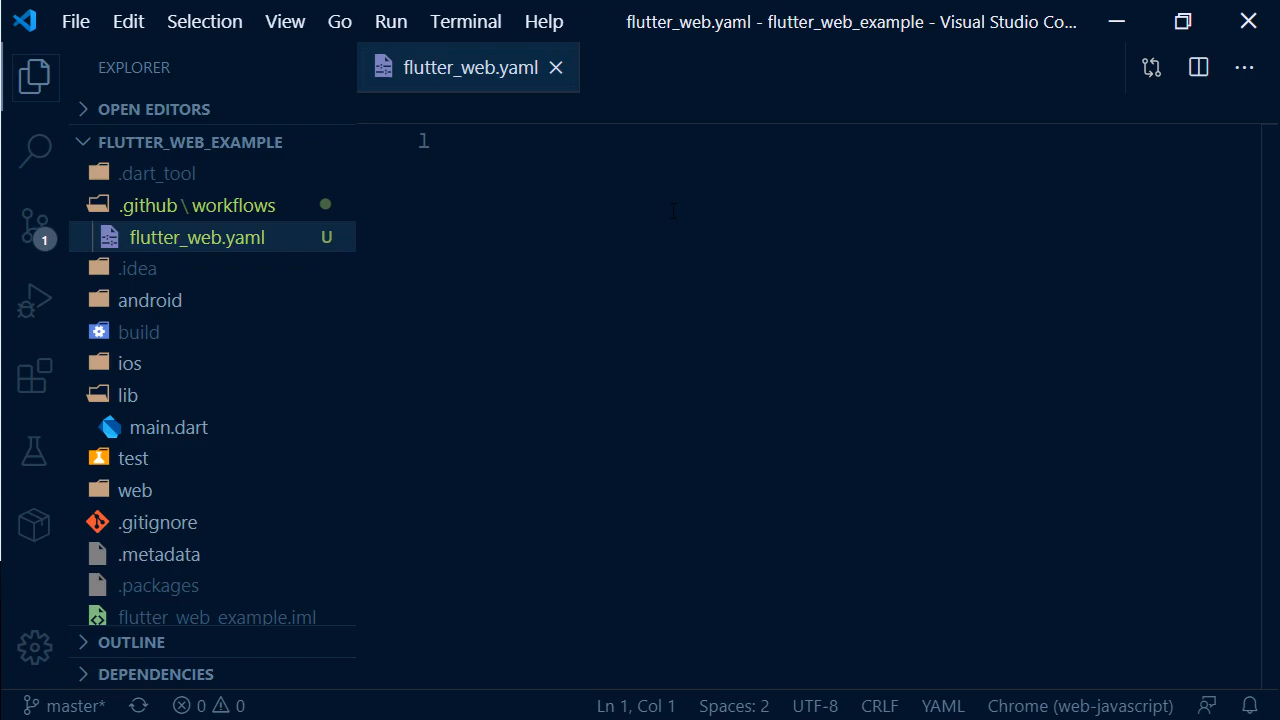 File Edit Selection View Go Run Terminal Help flutter_web.yaml - flutter_web_example - Visual Studio Co...
EXPLORER
flutter_web.yaml
OPEN EDITORS
FLUTTER_WEB_EXAMPLE
1
.dart_tool
.github\workflows
flutter_web.yaml U
1
.idea
android
build
ios
lib
main.dart
test
web
.gitignore
.metadata
.packages
flutter_web_example.iml
OUTLINE
DEPENDENCIES
master* 0 0 Ln 1, Col 1 Spaces: 2 UTF-8 CRLF YAML Chrome (web-javascript)